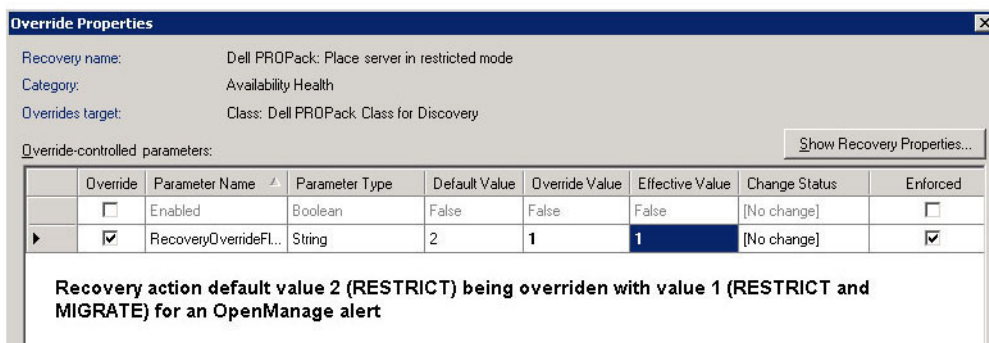 Override Properties
Recovery name: Dell PROPack: Place server in restricted mode
Category: Availability Health
Overrides target: Class: Dell PROPack Class for Discovery
Override-controlled parameters: Show Recovery Properties...
Override Parameter Name Parameter Type Default Value Override Value Effective Value Change Status Enforced
Enabled Boolean False False False [No change]
RecoveryOverrideFl... String 2 1 1 [No change]
Recovery action default value 2 (RESTRICT) being overriden with value 1 (RESTRICT and
MIGRATE) for an OpenManage alert